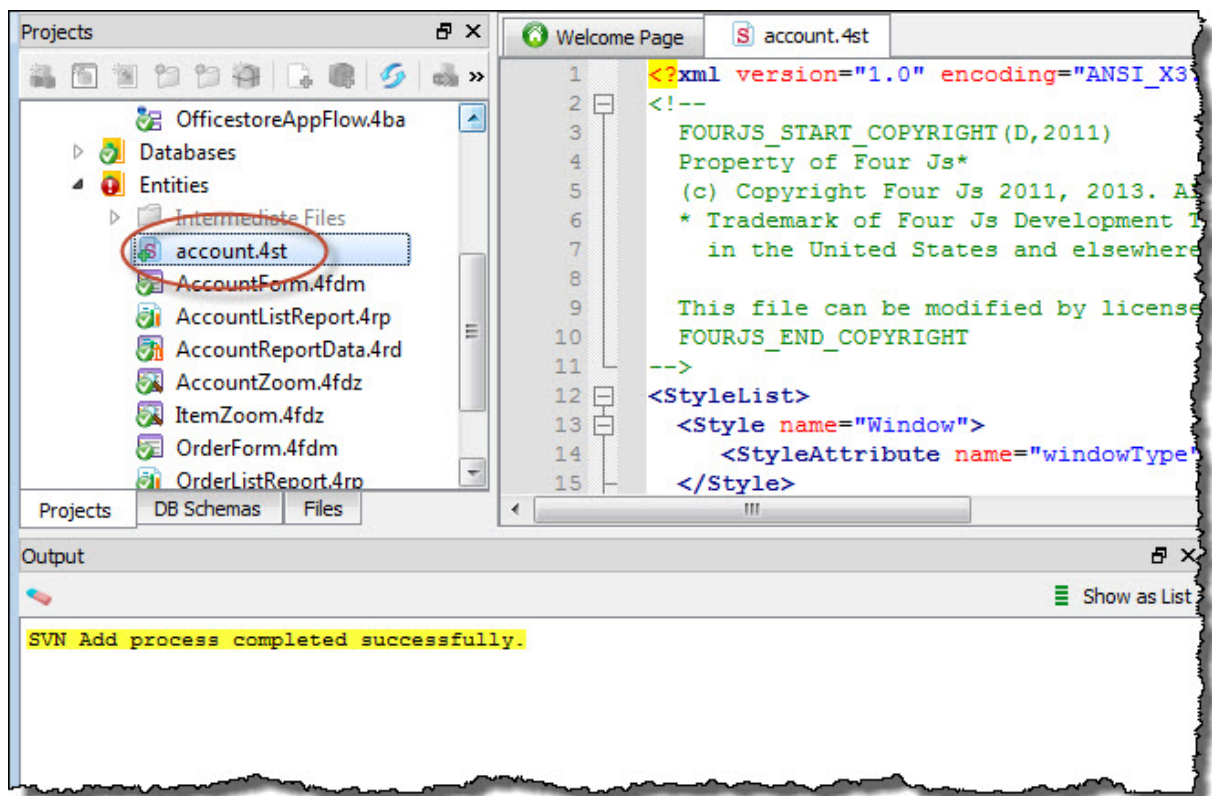 Projects
OfficestoreAppFlow.4ba
Databases
Entities
Intermediate Files
account.4st
AccountForm.4fdm
AccountListReport.4rp
AccountReportData.4rd
AccountZoom.4fdz
ItemZoom.4fdz
OrderForm.4fdm
OrderListReport.4rp
Projects DB Schemas Files
Welcome Page account.4st
1 <?xml version="1.0" encoding="ANSI_X3.
2 <!--
3 FOURJS_START_COPYRIGHT(D,2011)
4 Property of Four Js*
5 (c) Copyright Four Js 2011, 2013.
6 * Trademark of Four Js Development
7 in the United States and elsewhere
8
9 This file can be modified by license
10 FOURJS_END_COPYRIGHT
11 -->
12 <StyleList>
13 <Style name="Window">
14 <StyleAttribute name="windowType"
15 </Style>
Output
Show as List
SVN Add process completed successfully.